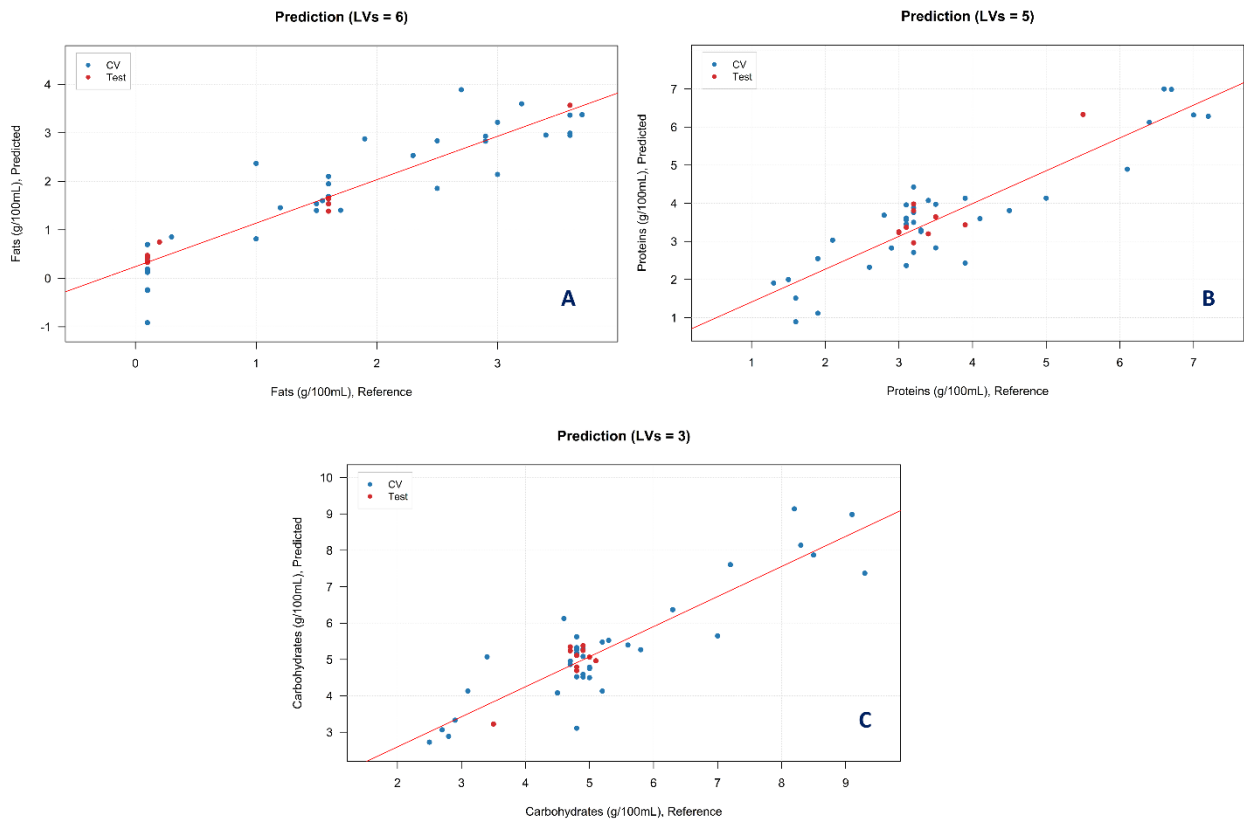 Prediction (LVs = 6)
CV
Test
4
3
2
1
0
-1
Fats (g/100mL), Predicted
A
0 1 2 3
Fats (g/100mL), Reference
Prediction (LVs = 5)
CV
Test
7
6
5
4
3
2
1
Proteins (g/100mL), Predicted
B
1 2 3 4 5 6 7
Proteins (g/100mL), Reference
Prediction (LVs = 3)
CV
Test
10
9
8
7
6
5
4
3
Carbohydrates (g/100mL), Predicted
C
2 3 4 5 6 7 8 9
Carbohydrates (g/100mL), Reference